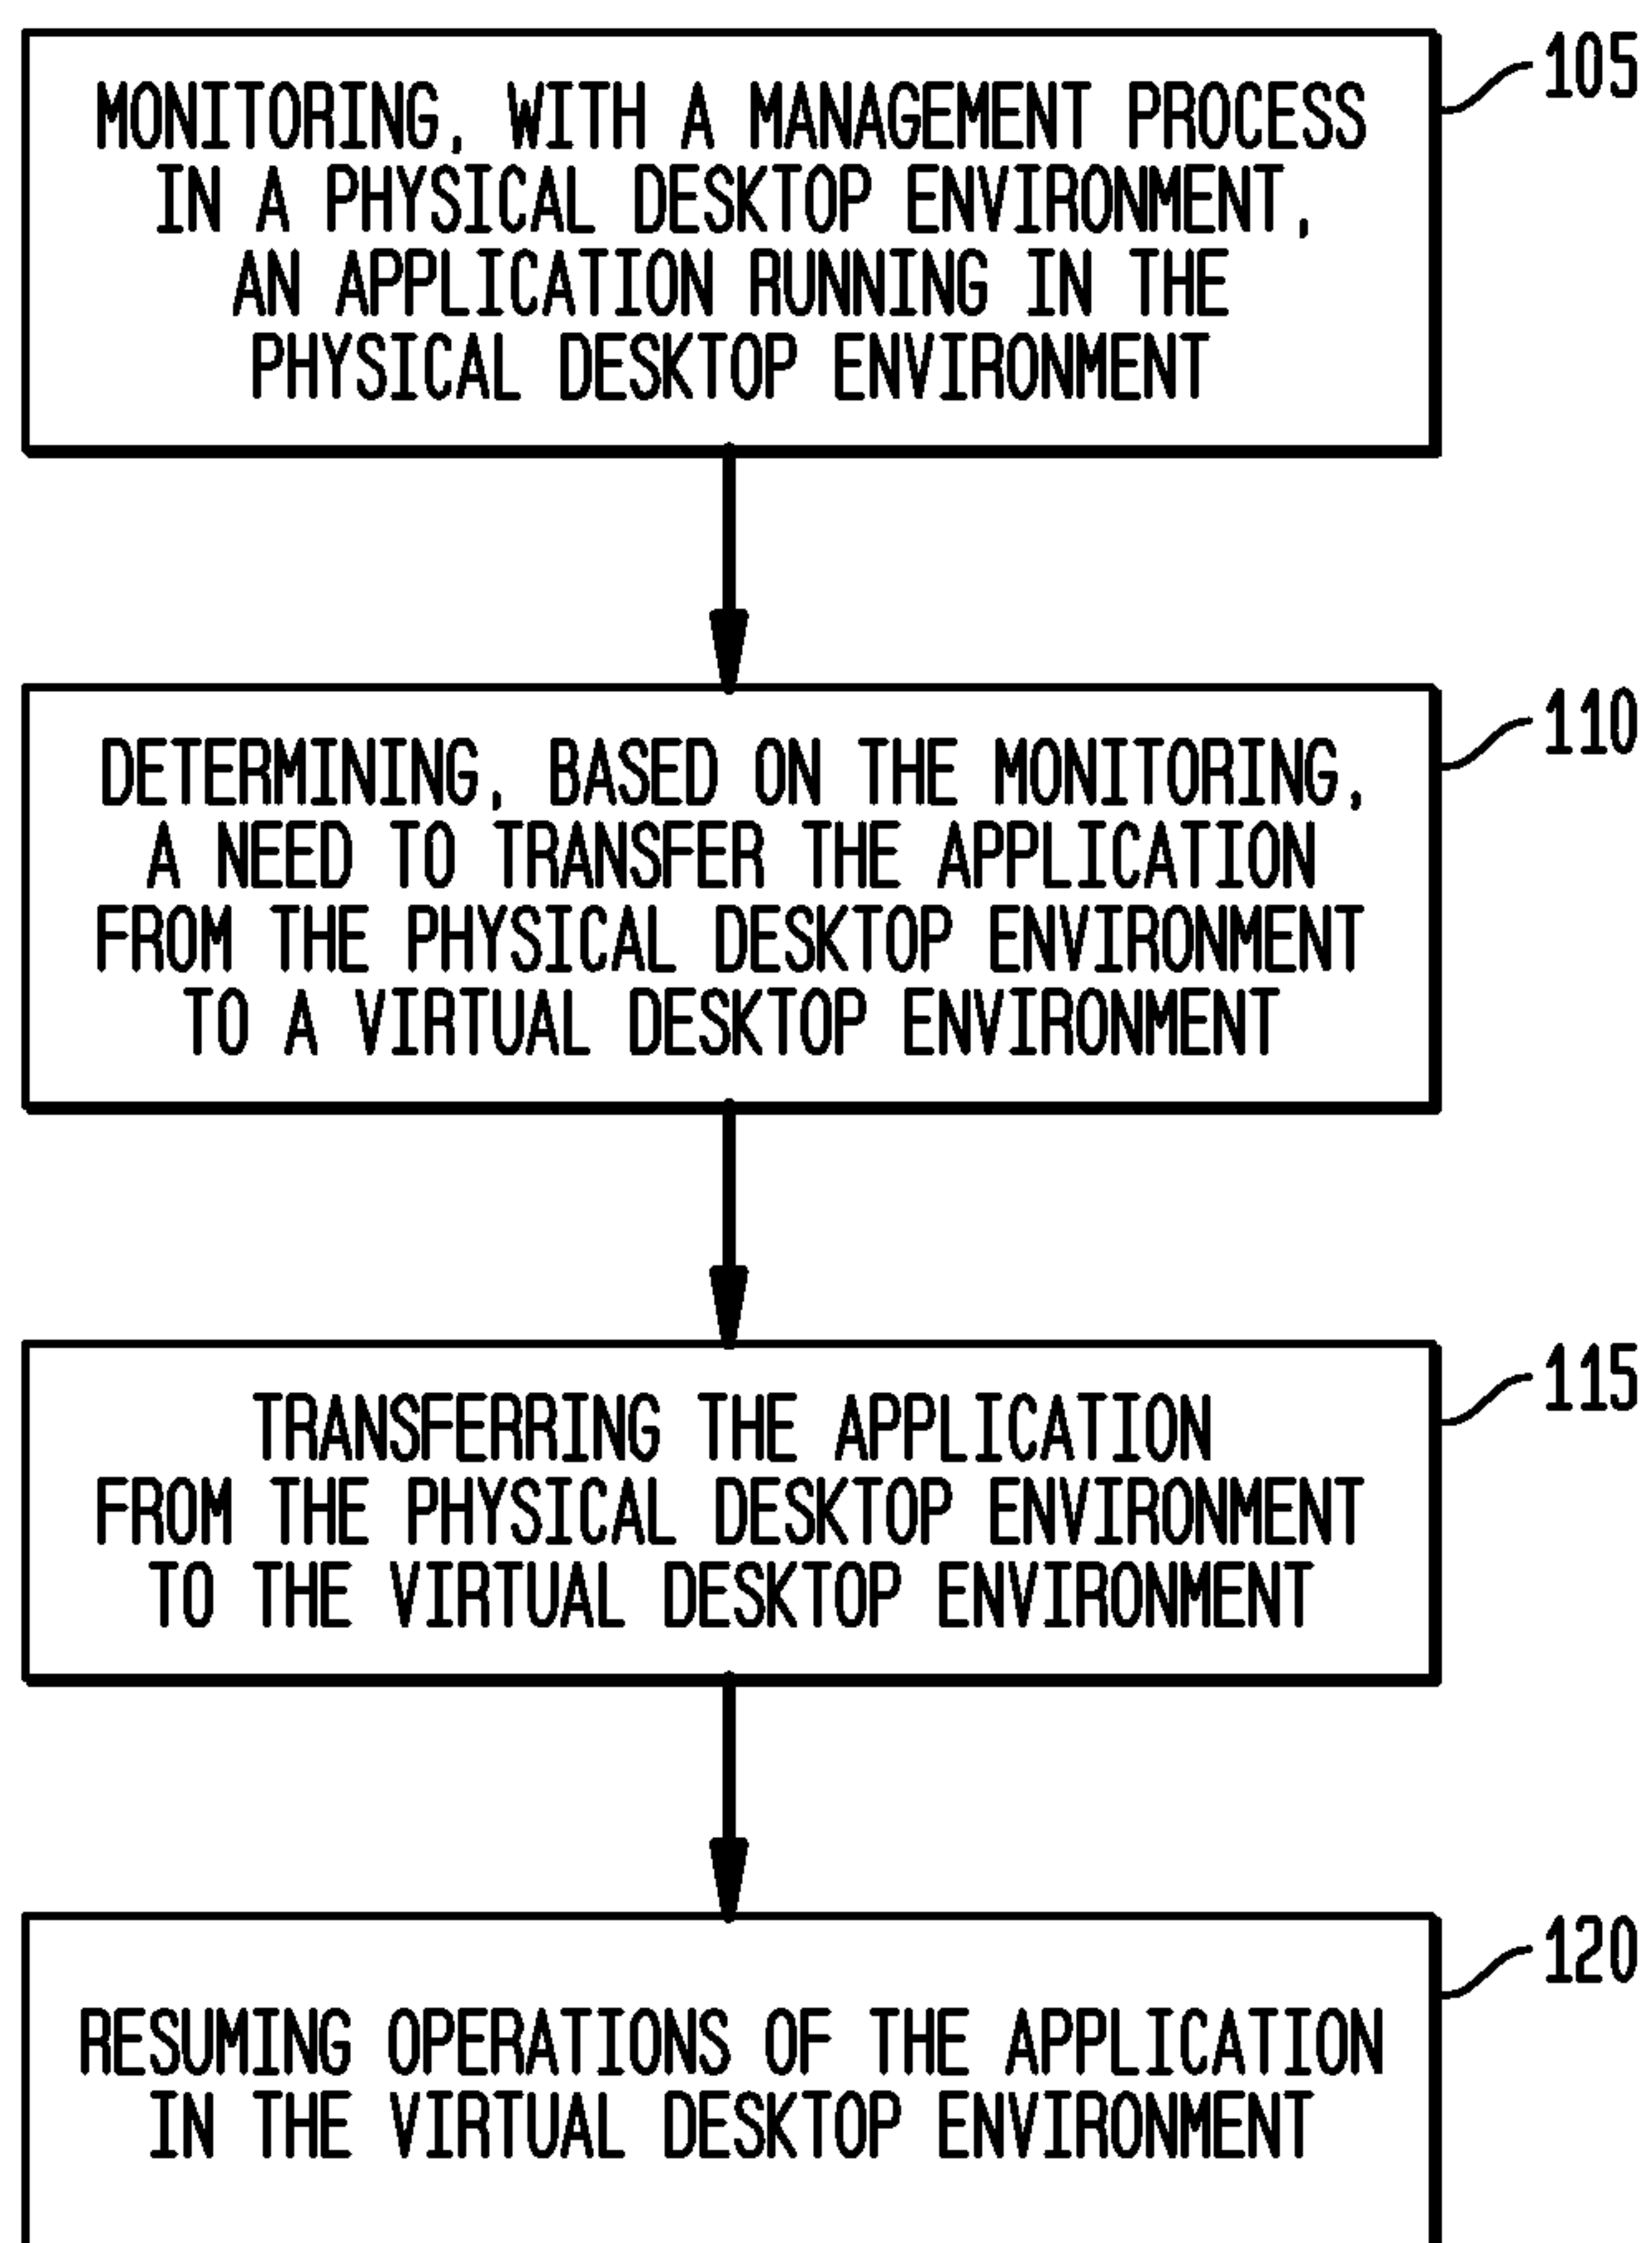 MONITORING, WITH A MANAGEMENT PROCESS
IN A PHYSICAL DESKTOP ENVIRONMENT,
AN APPLICATION RUNNING IN THE
PHYSICAL DESKTOP ENVIRONMENT
105
DETERMINING, BASED ON THE MONITORING,
A NEED TO TRANSFER THE APPLICATION
FROM THE PHYSICAL DESKTOP ENVIRONMENT
TO A VIRTUAL DESKTOP ENVIRONMENT
110
TRANSFERRING THE APPLICATION
FROM THE PHYSICAL DESKTOP ENVIRONMENT
TO THE VIRTUAL DESKTOP ENVIRONMENT
115
RESUMING OPERATIONS OF THE APPLICATION
IN THE VIRTUAL DESKTOP ENVIRONMENT
120